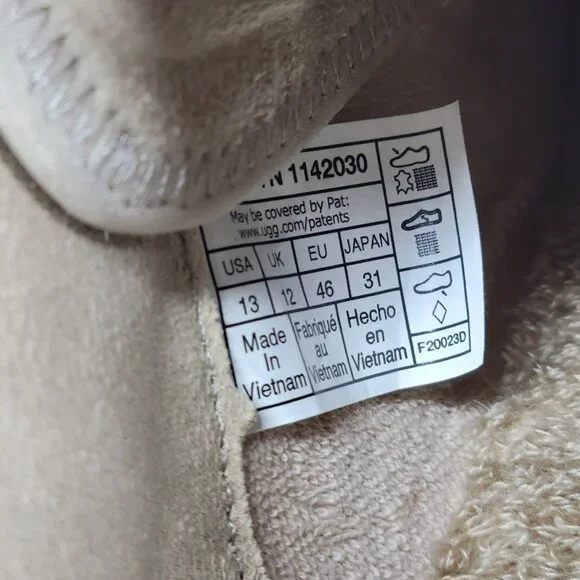 N 1142030
May be covered by Pat:
www.ugg.com/patents
USA UK EU JAPAN
13 12 46 31
Made In Vietnam
Fabriqué au Vietnam
Hecho en Vietnam
F20023D